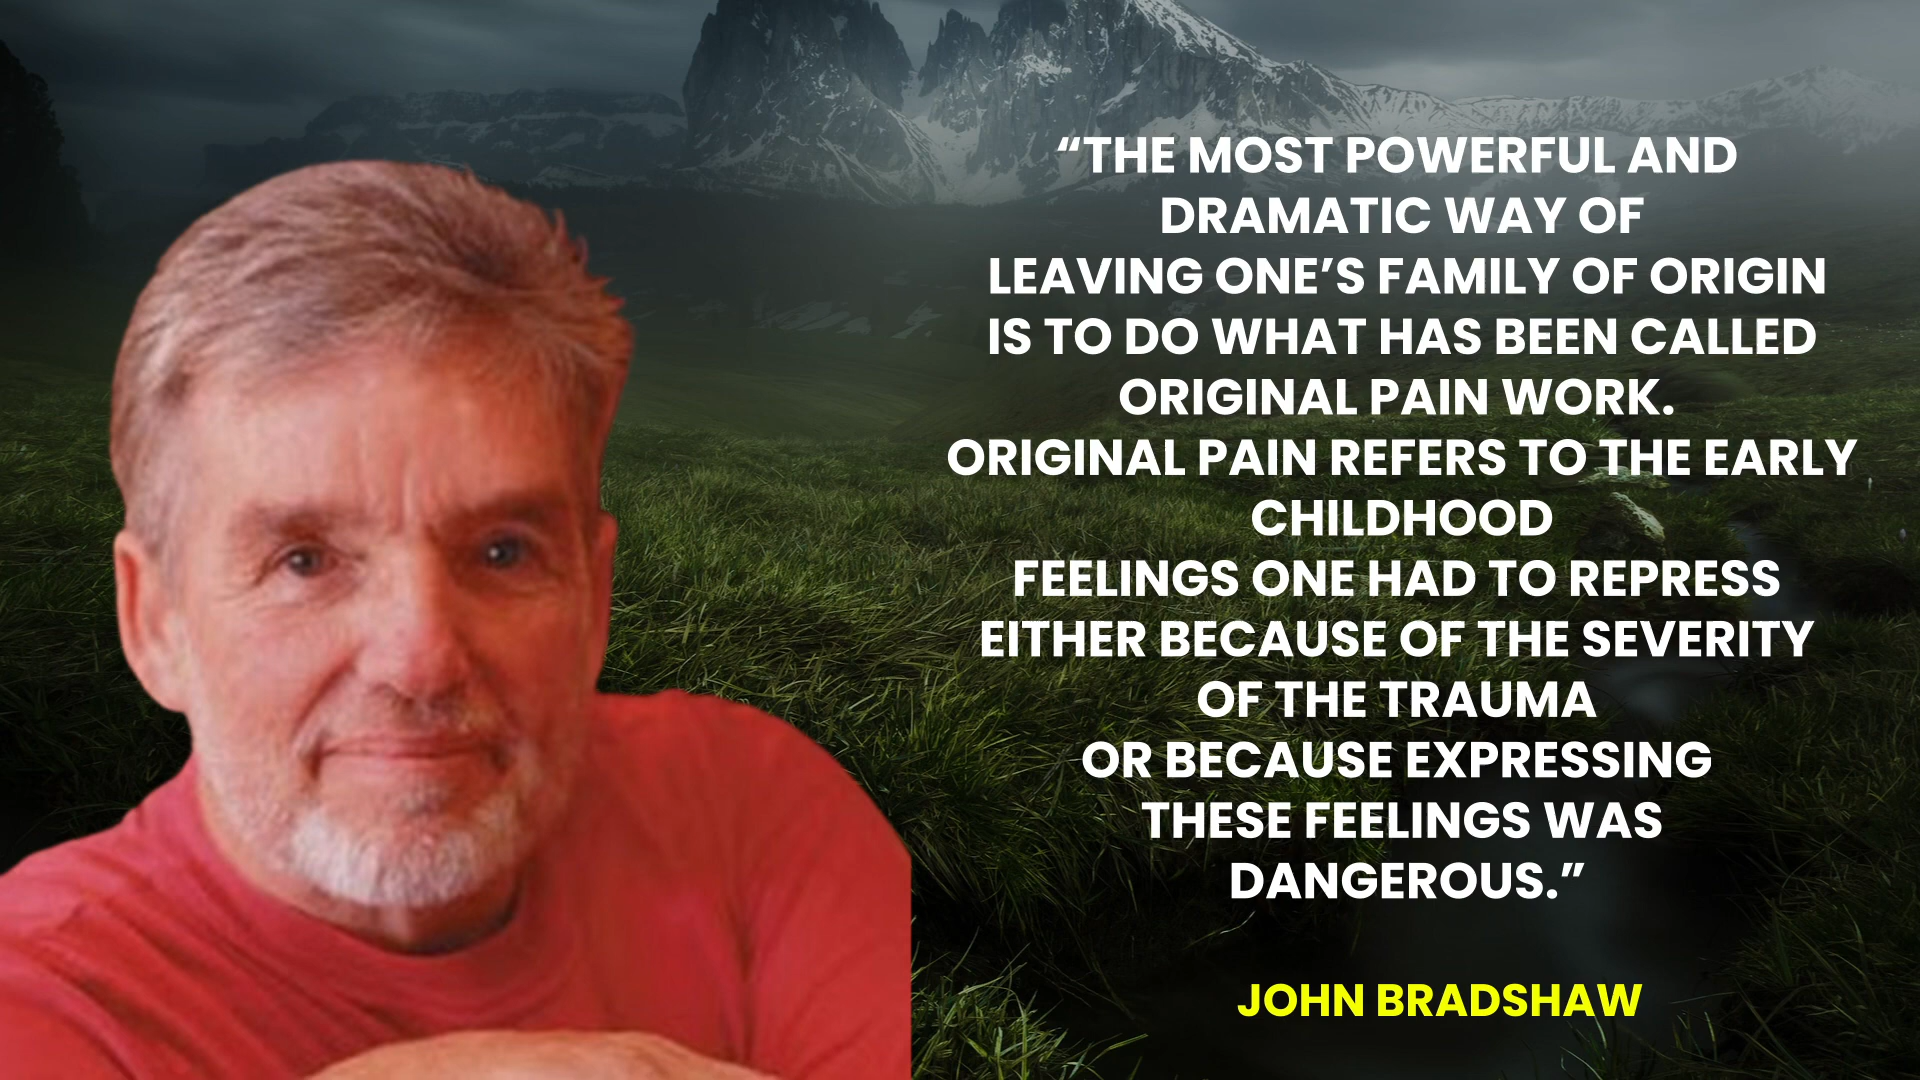 “THE MOST POWERFUL AND
DRAMATIC WAY OF
LEAVING ONE’S FAMILY OF ORIGIN
IS TO DO WHAT HAS BEEN CALLED
ORIGINAL PAIN WORK.
ORIGINAL PAIN REFERS TO THE EARLY
CHILDHOOD
FEELINGS ONE HAD TO REPRESS
EITHER BECAUSE OF THE SEVERITY
OF THE TRAUMA
OR BECAUSE EXPRESSING
THESE FEELINGS WAS
DANGEROUS.”
JOHN BRADSHAW